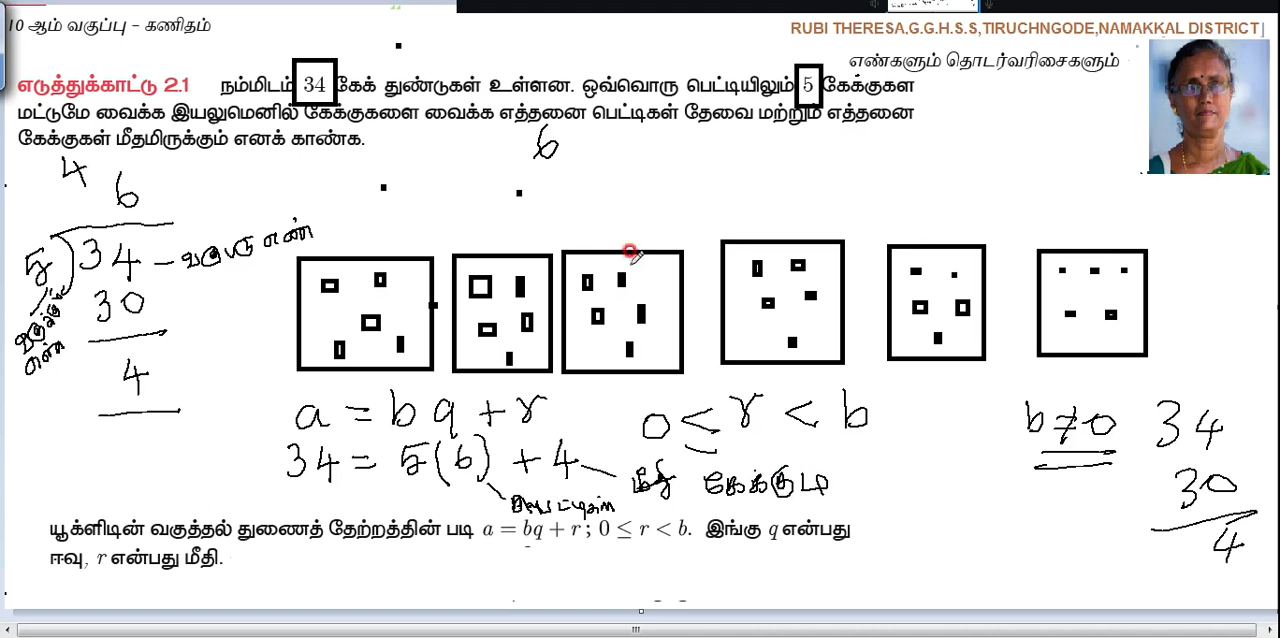 10 ஆம் வகுப்பு - கணிதம்
RUBI THERESA,G.G.H.S.S,TIRUCHNGODE,NAMAKKAL DISTRICT]
எண்களும் தொடர்வரிசைகளும்
எடுத்துக்காட்டு 2.1 நம்மிடம் 34 கேக் துண்டுகள் உள்ளன. ஒவ்வொரு பெட்டியிலும் 5 கேக்குகள
மட்டுமே வைக்க இயலுமெனில் கேக்குகளை வைக்க எத்தனை பெட்டிகள் தேவை மற்றும் எத்தனை
கேக்குகள் மீதமிருக்கும் எனக் காண்க.
6
4
6
5) 34 - வகுபடு எண்
30
4
a = b q + r
0 ≤ r < b
b ≠ 0
34 = 5(6) + 4
34
30
4
யூக்ளிடின் வகுத்தல் துணைத் தேற்றத்தின் படி a = bq + r ; 0 ≤ r < b. இங்கு q என்பது
ஈவு, r என்பது மீதி.